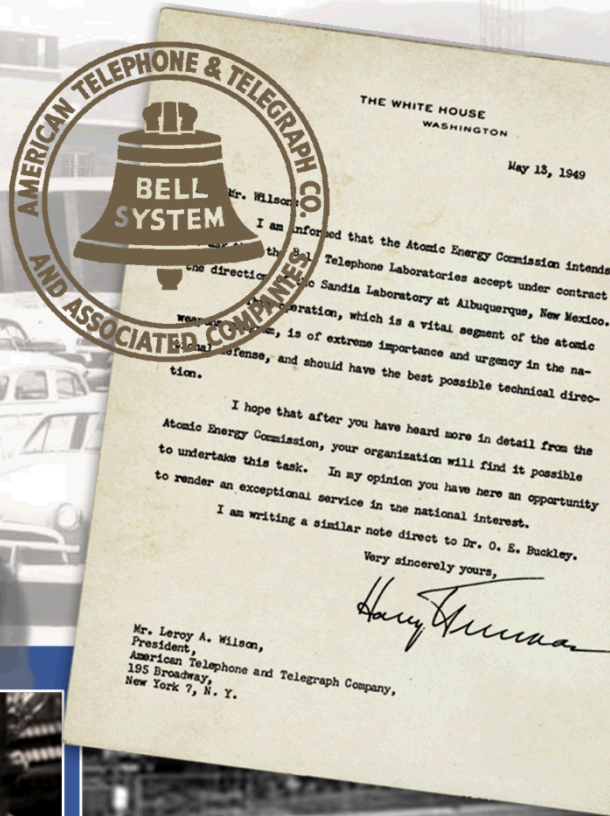 AMERICAN TELEPHONE & TELEGRAPH CO.
AND ASSOCIATED COMPANIES
BELL
SYSTEM
THE WHITE HOUSE
WASHINGTON
May 13, 1949
Mr. Wilson:
I am informed that the Atomic Energy Commission intends
the Bell Telephone Laboratories accept under contract
the direction Sandia Laboratory at Albuquerque, New Mexico.
operation, which is a vital segment of the atomic
is of extreme importance and urgency in the na-
defense, and should have the best possible technical direc-
tion.
I hope that after you have heard more in detail from the
Atomic Energy Commission, your organization will find it possible
to undertake this task. In my opinion you have here an opportunity
to render an exceptional service in the national interest.
I am writing a similar note direct to Dr. O. E. Buckley.
Very sincerely yours,
Harry Truman
Mr. Leroy A. Wilson,
President,
American Telephone and Telegraph Company,
195 Broadway,
New York 7, N. Y.